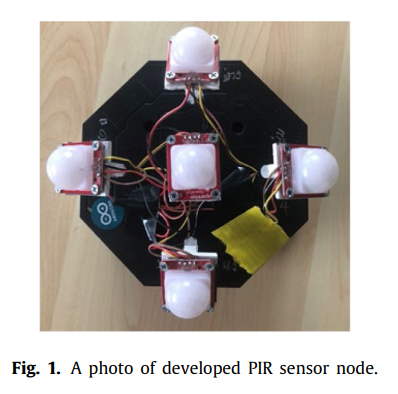 Fig. 1. A photo of developed PIR sensor node.